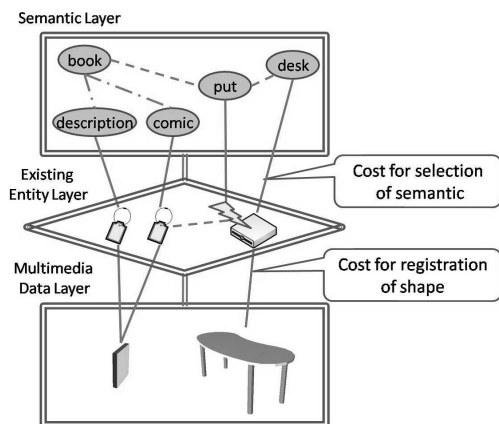 Semantic Layer
book
desk
put
description
comic
Existing
Entity Layer
Cost for selection
of semantic
Multimedia
Data Layer
Cost for registration
of shape